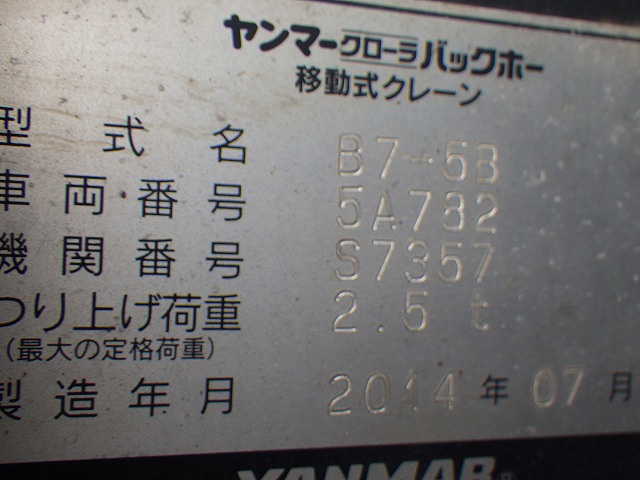 ヤンマークローラバックホー
移動式クレーン
型式名 B7-5B
車両番号 5A782
機関番号 S7357
つり上げ荷重 2.5 t
(最大の定格荷重)
製造年月 2014年07月
YANMAR